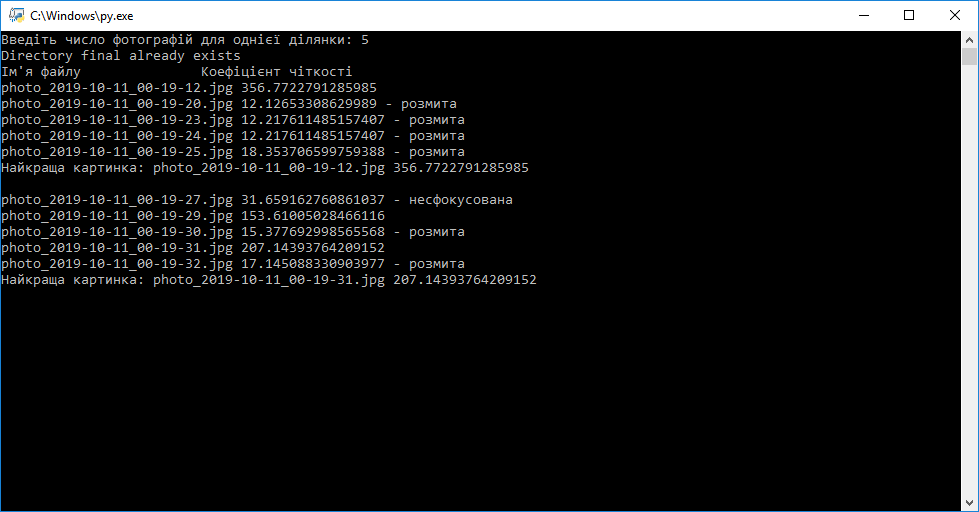 C:\Windows\py.exe
Введіть число фотографій для однієї ділянки: 5
Directory final already exists
Ім'я файлу               Коефіцієнт чіткості
photo_2019-10-11_00-19-12.jpg 356.7722791285985
photo_2019-10-11_00-19-20.jpg 12.12653308629989 - розмита
photo_2019-10-11_00-19-23.jpg 12.217611485157407 - розмита
photo_2019-10-11_00-19-24.jpg 12.217611485157407 - розмита
photo_2019-10-11_00-19-25.jpg 18.353706599759388 - розмита
Найкраща картинка: photo_2019-10-11_00-19-12.jpg 356.7722791285985
photo_2019-10-11_00-19-27.jpg 31.659162760861037 - несфокусована
photo_2019-10-11_00-19-29.jpg 153.61005028466116
photo_2019-10-11_00-19-30.jpg 15.377692998565568 - розмита
photo_2019-10-11_00-19-31.jpg 207.14393764209152
photo_2019-10-11_00-19-32.jpg 17.145088330903977 - розмита
Найкраща картинка: photo_2019-10-11_00-19-31.jpg 207.14393764209152